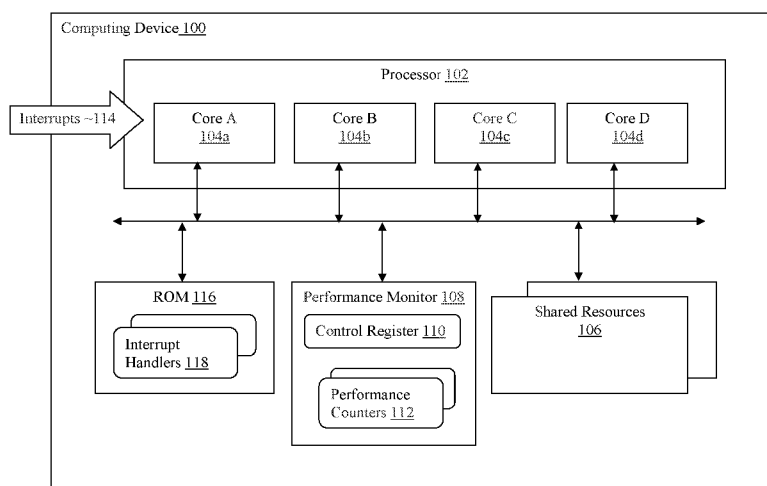 Computing Device 100
Processor 102
Interrupts ~114
Core A
104a
Core B
104b
Core C
104c
Core D
104d
ROM 116
Interrupt
Handlers 118
Performance Monitor 108
Control Register 110
Performance
Counters 112
Shared Resources
106